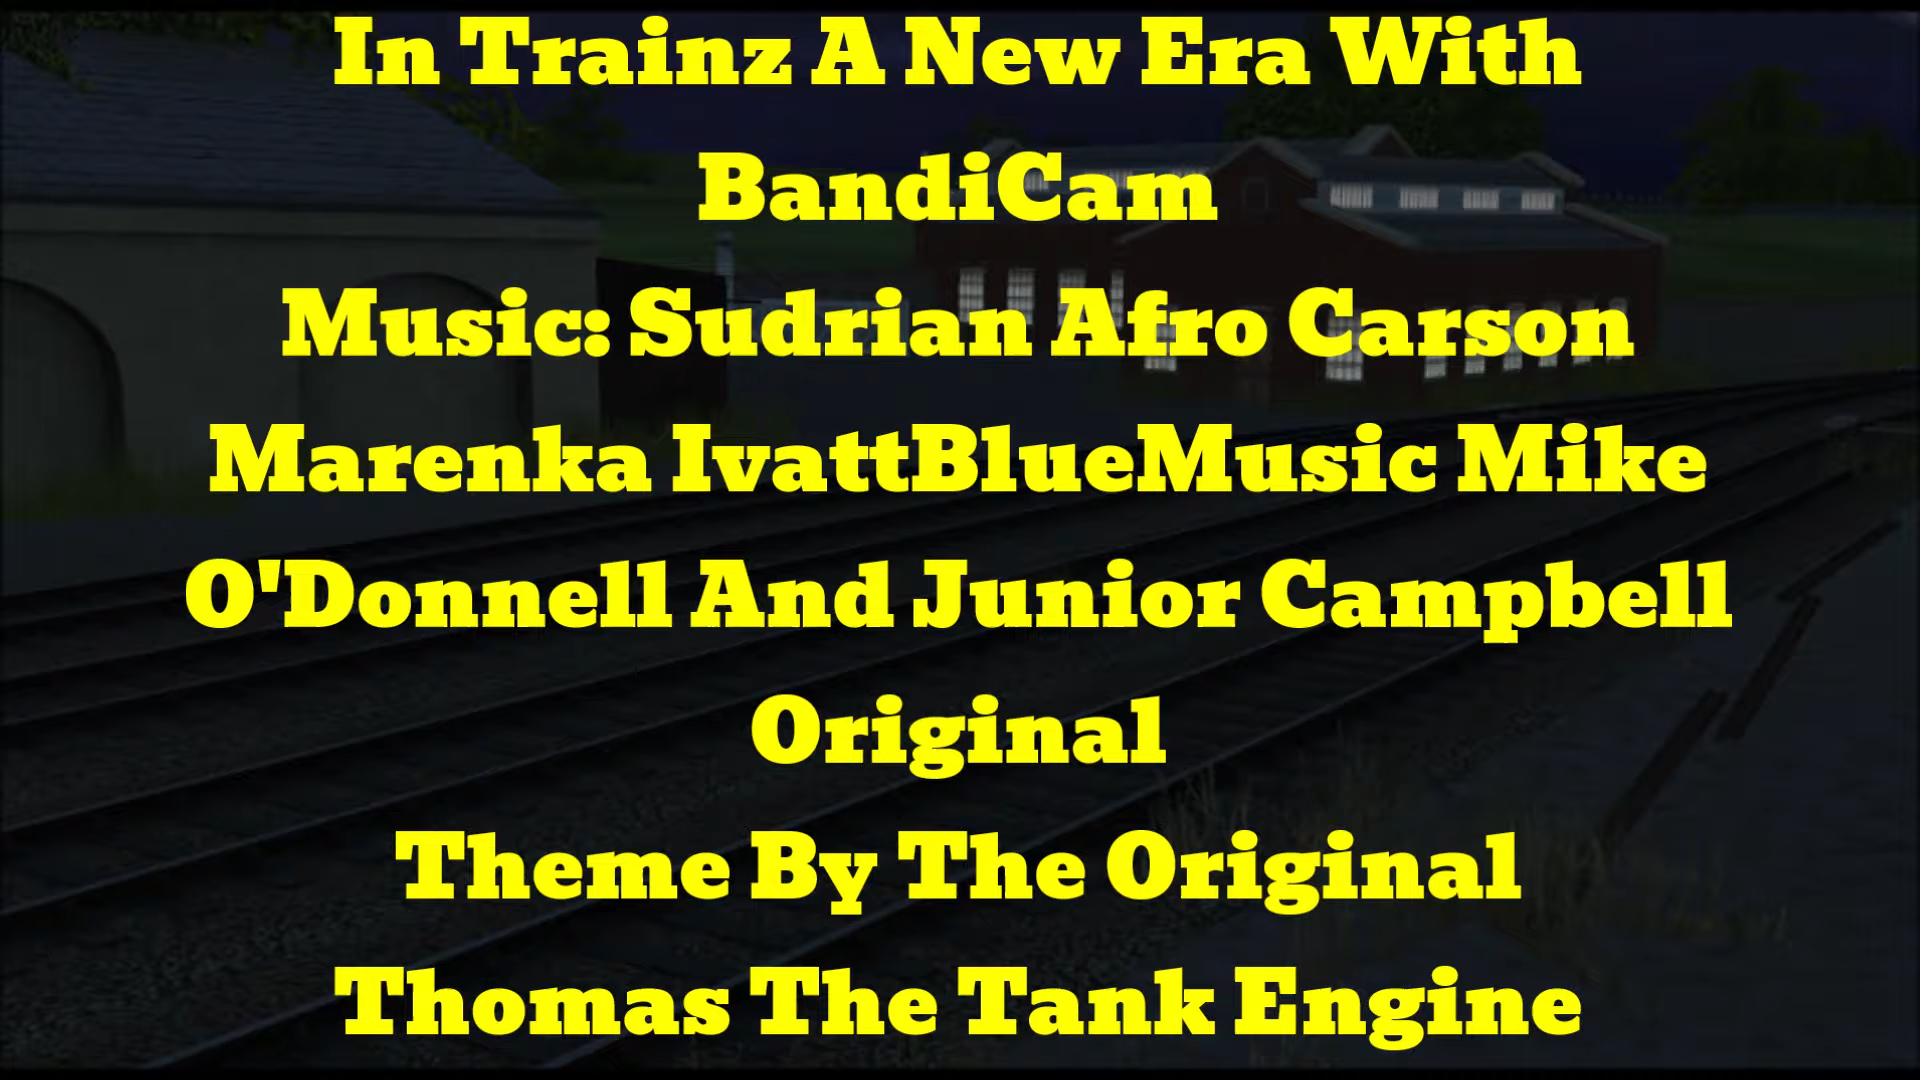 In Trainz A New Era With
BandiCam
Music: Sudrian Afro Carson
Marenka IvattBlueMusic Mike
O'Donnell And Junior Campbell
Original
Theme By The Original
Thomas The Tank Engine